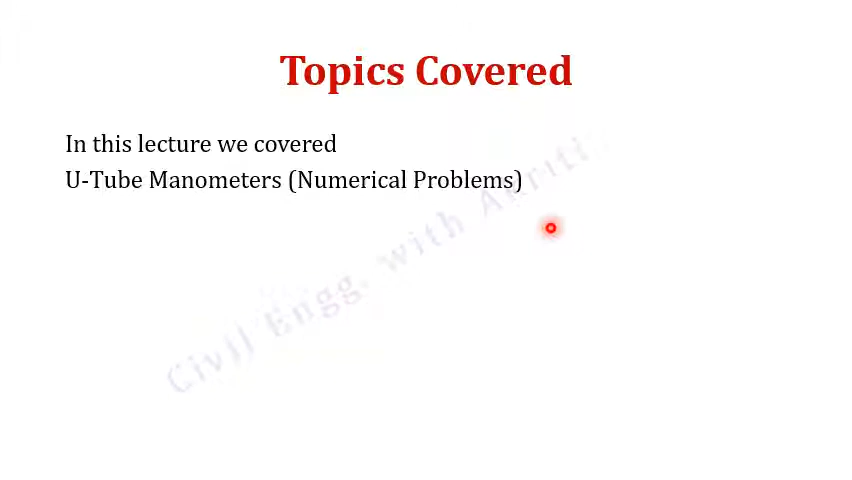 Topics Covered
In this lecture we covered
U-Tube Manometers (Numerical Problems)
Civil Engg. with